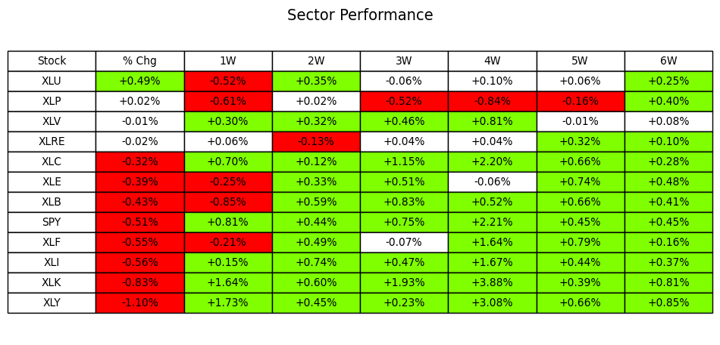 Sector Performance
Stock % Chg 1W 2W 3W 4W 5W 6W
XLU +0.49% -0.52% +0.35% -0.06% +0.10% +0.06% +0.25%
XLP +0.02% -0.61% +0.02% -0.52% -0.84% -0.16% +0.40%
XLV -0.01% +0.30% +0.32% +0.46% +0.81% -0.01% +0.08%
XLRE -0.02% +0.06% -0.13% +0.04% +0.04% +0.32% +0.10%
XLC -0.32% +0.70% +0.12% +1.15% +2.20% +0.66% +0.28%
XLE -0.39% -0.25% +0.33% +0.51% -0.06% +0.74% +0.48%
XLB -0.43% -0.85% +0.59% +0.83% +0.52% +0.66% +0.41%
SPY -0.51% +0.81% +0.44% +0.75% +2.21% +0.45% +0.45%
XLF -0.55% -0.21% +0.49% -0.07% +1.64% +0.79% +0.16%
XLI -0.56% +0.15% +0.74% +0.47% +1.67% +0.44% +0.37%
XLK -0.83% +1.64% +0.60% +1.93% +3.88% +0.39% +0.81%
XLY -1.10% +1.73% +0.45% +0.23% +3.08% +0.66% +0.85%